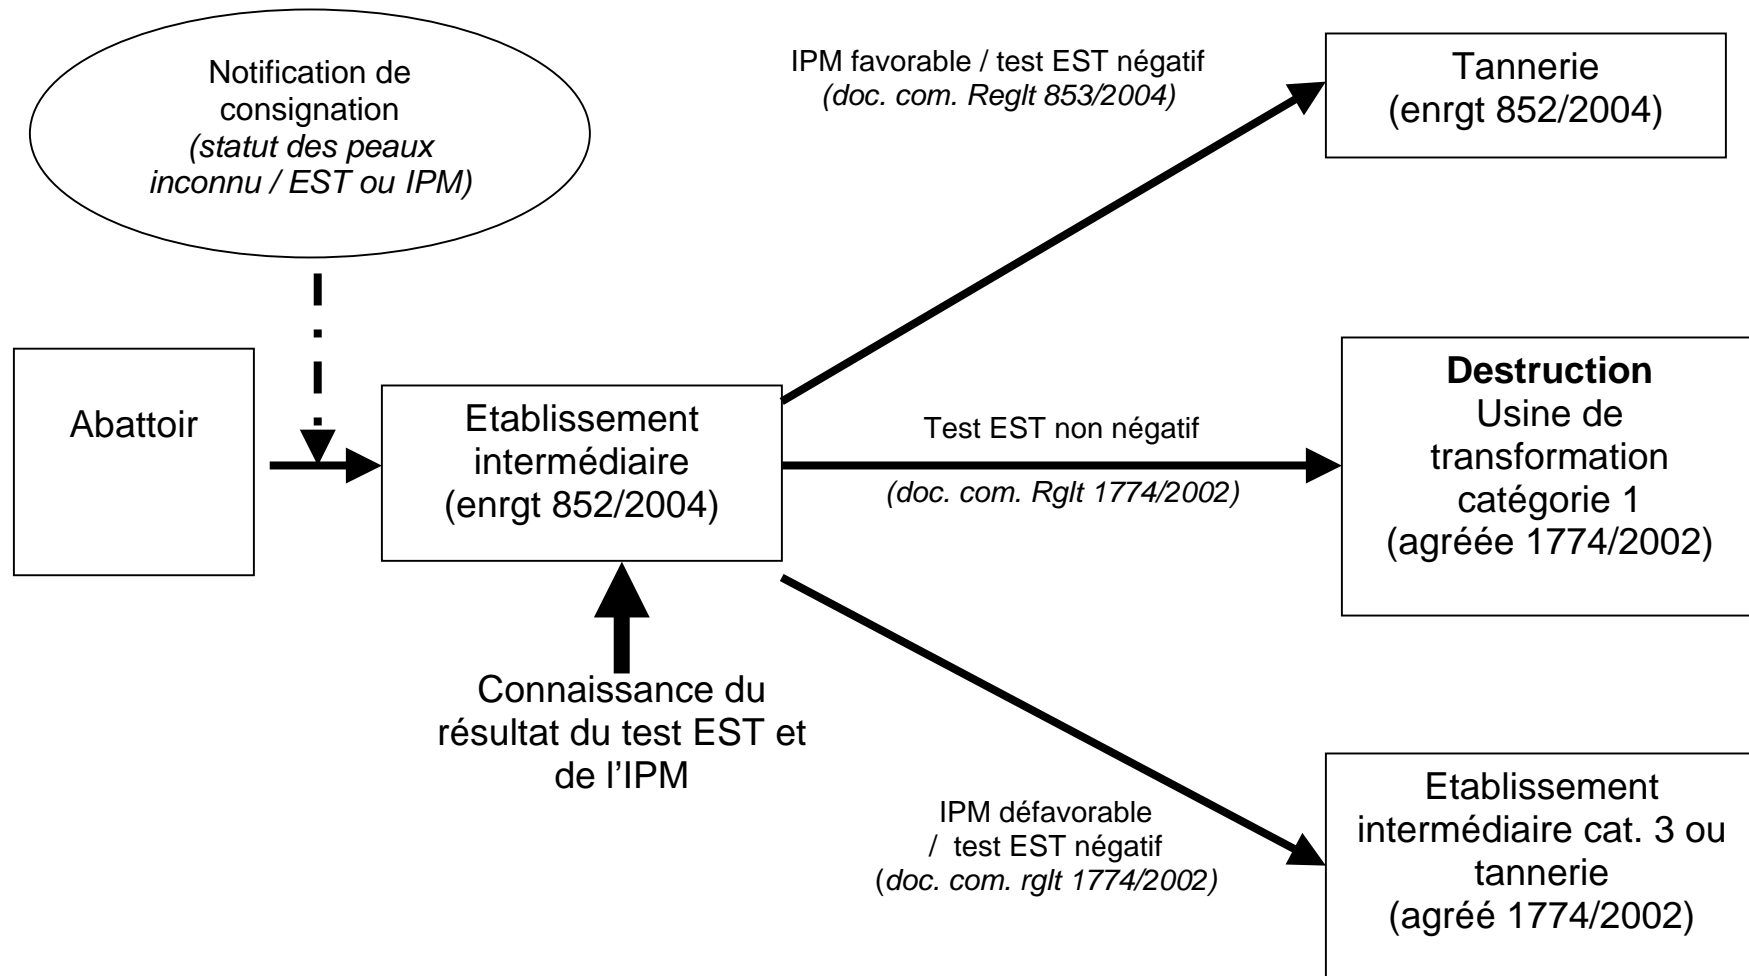 Notification de
consignation
(statut des peaux
inconnu / EST ou IPM)
IPM favorable / test EST négatif
(doc. com. Reglt 853/2004)
Tannerie
(enrgt 852/2004)
Abattoir
Etablissement
intermédiaire
(enrgt 852/2004)
Test EST non négatif
(doc. com. Rglt 1774/2002)
Destruction
Usine de
transformation
catégorie 1
(agréée 1774/2002)
Connaissance du
résultat du test EST et
de l'IPM
IPM défavorable
/ test EST négatif
(doc. com. rglt 1774/2002)
Etablissement
intermédiaire cat. 3 ou
tannerie
(agréé 1774/2002)